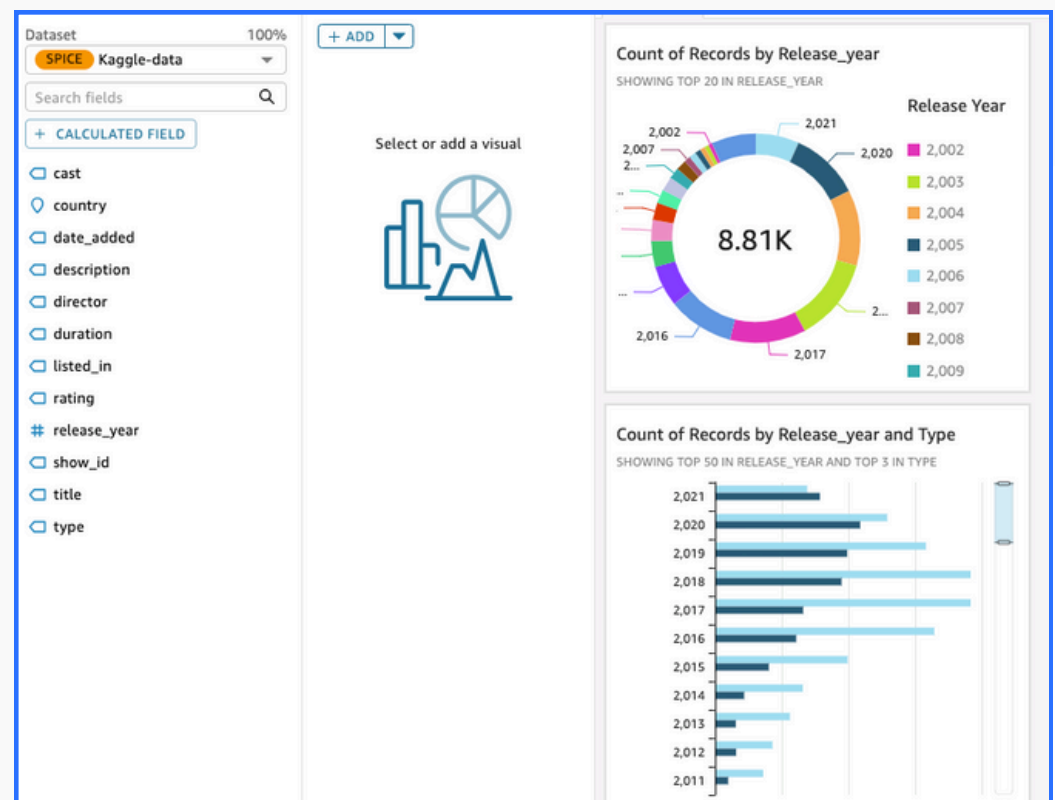 Dataset 100%
SPICE Kaggle-data
Search fields
+ CALCULATED FIELD
cast
country
date_added
description
director
duration
listed_in
rating
release_year
show_id
title
type
+ ADD
Select or add a visual
Count of Records by Release_year
SHOWING TOP 20 IN RELEASE_YEAR
Release Year
2,002
2,003
2,004
2,005
2,006
2,007
2,008
2,009
2,021
2,020
2...
2,017
2,016
...
...
2...
2,007
2,002
8.81K
Count of Records by Release_year and Type
SHOWING TOP 50 IN RELEASE_YEAR AND TOP 3 IN TYPE
2,021
2,020
2,019
2,018
2,017
2,016
2,015
2,014
2,013
2,012
2,011